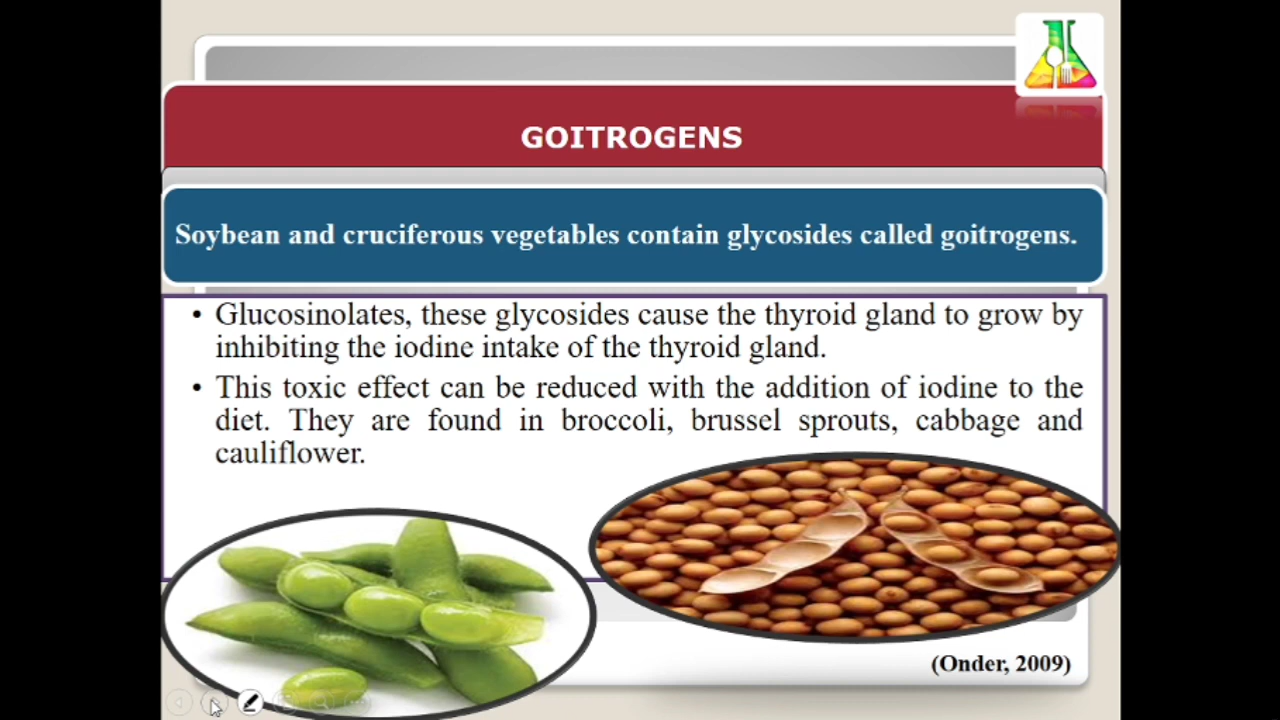 GOITROGENS
Soybean and cruciferous vegetables contain glycosides called goitrogens.
• Glucosinolates, these glycosides cause the thyroid gland to grow by
inhibiting the iodine intake of the thyroid gland.
• This toxic effect can be reduced with the addition of iodine to the
diet. They are found in broccoli, brussel sprouts, cabbage and
cauliflower.
(Onder, 2009)